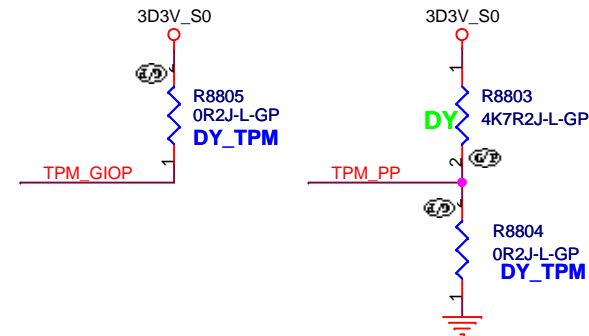 3D3V_S0
R8805
0R2J-L-GP
DY_TPM
1
TPM_GIOP
3D3V_S0
1
R8803
DY
4K7R2J-L-GP
2
G/P
TPM_PP
R8804
0R2J-L-GP
DY_TPM
1